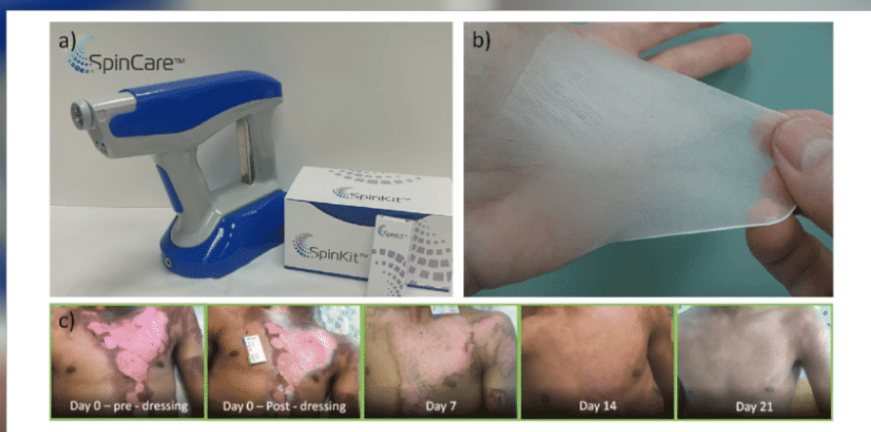 a)
SpinCare™
SpinKit™
SpinKit™
b)
c)
Day 0 – pre - dressing
Day 0 – Post - dressing
Day 7
Day 14
Day 21